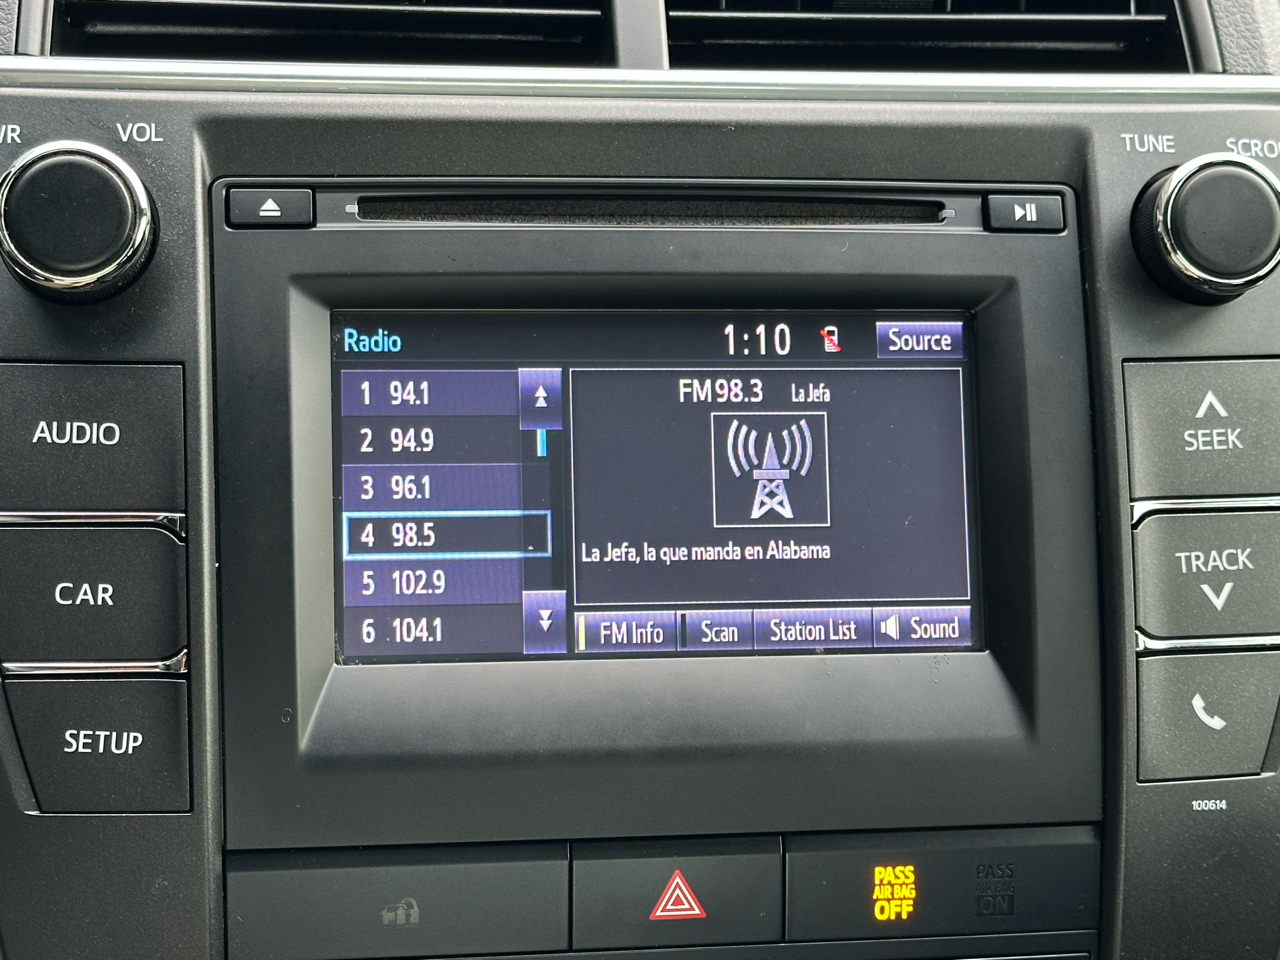 VOL
TUNE
Radio
1:10
Source
1 94.1
2 94.9
3 96.1
4 98.5
5 102.9
6 104.1
FM 98.3 La Jefa
La Jefa, la que manda en Alabama
FM Info
Scan
Station List
Sound
AUDIO
CAR
SETUP
SEEK
TRACK
100614
PASS
AIR BAG
OFF
PASS
AIR BAG
ON